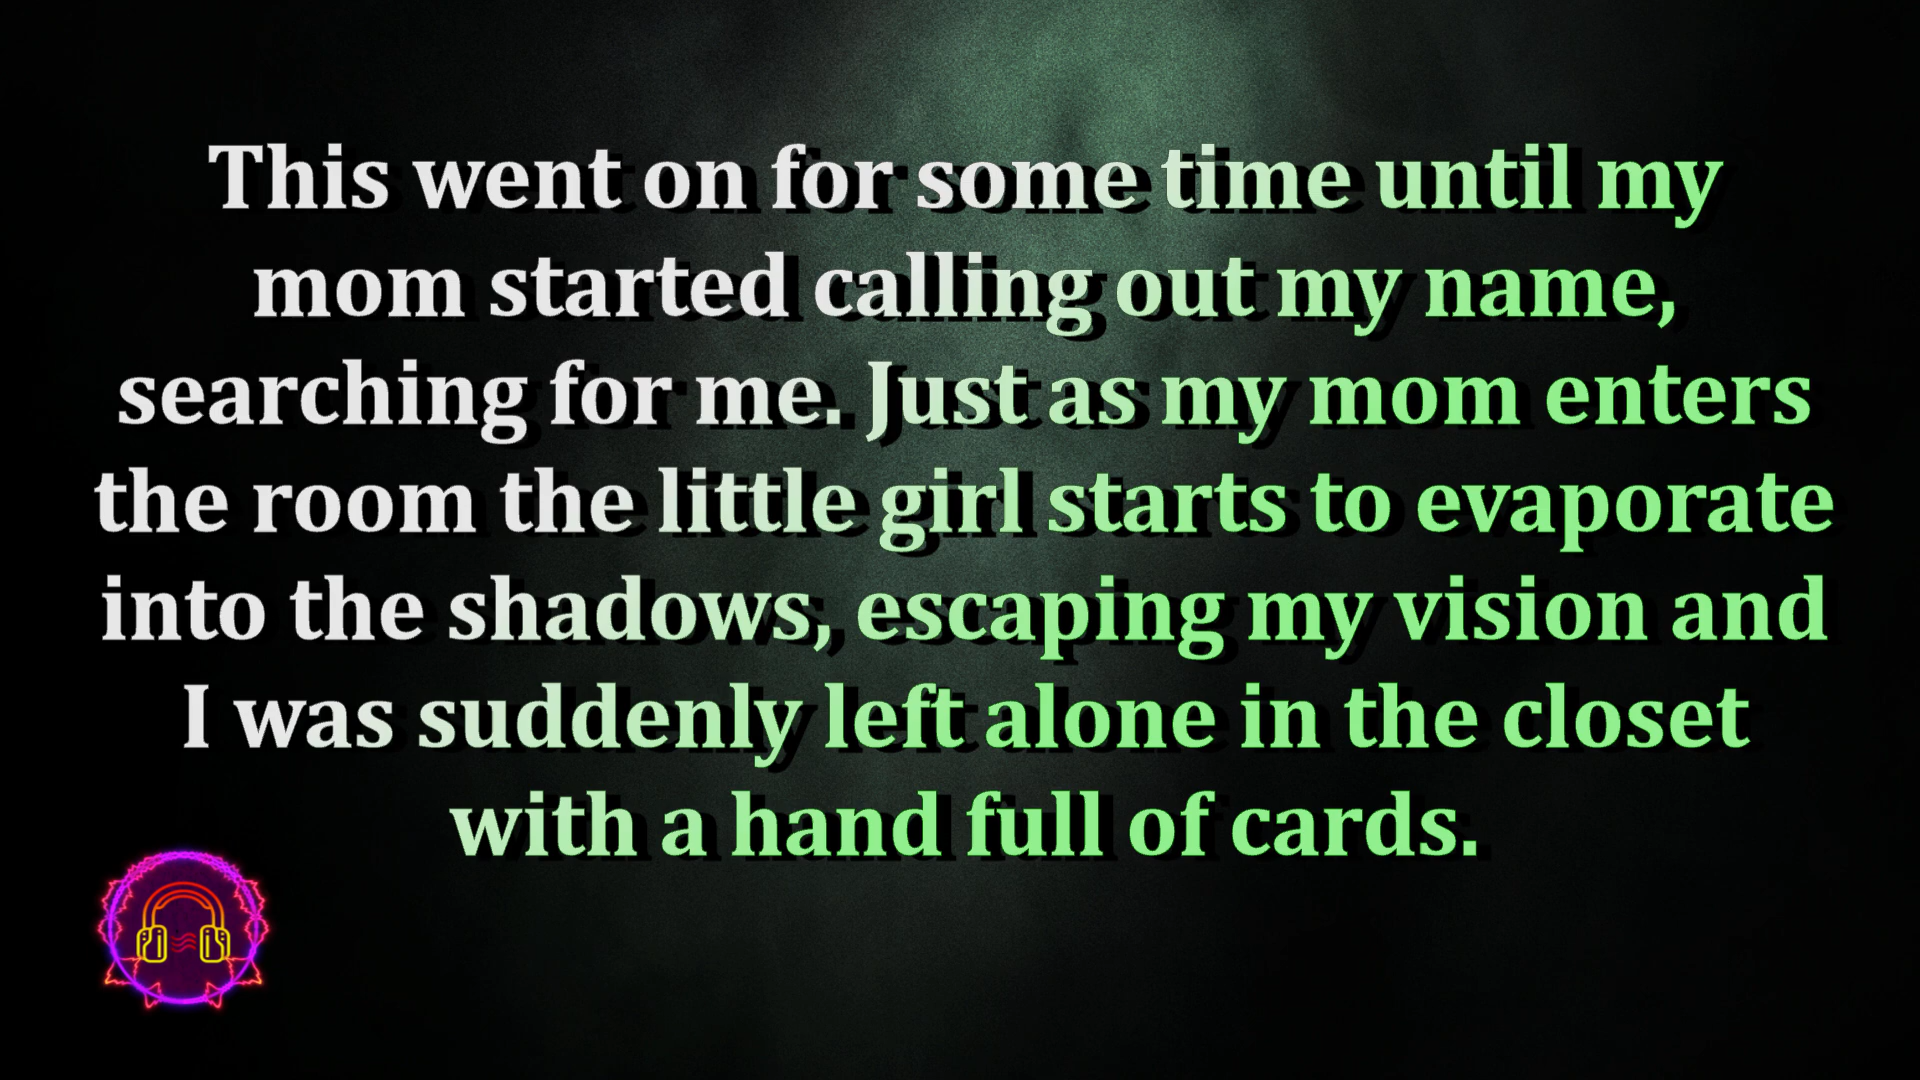 This went on for some time until my
mom started calling out my name,
searching for me. Just as my mom enters
the room the little girl starts to evaporate
into the shadows, escaping my vision and
I was suddenly left alone in the closet
with a hand full of cards.